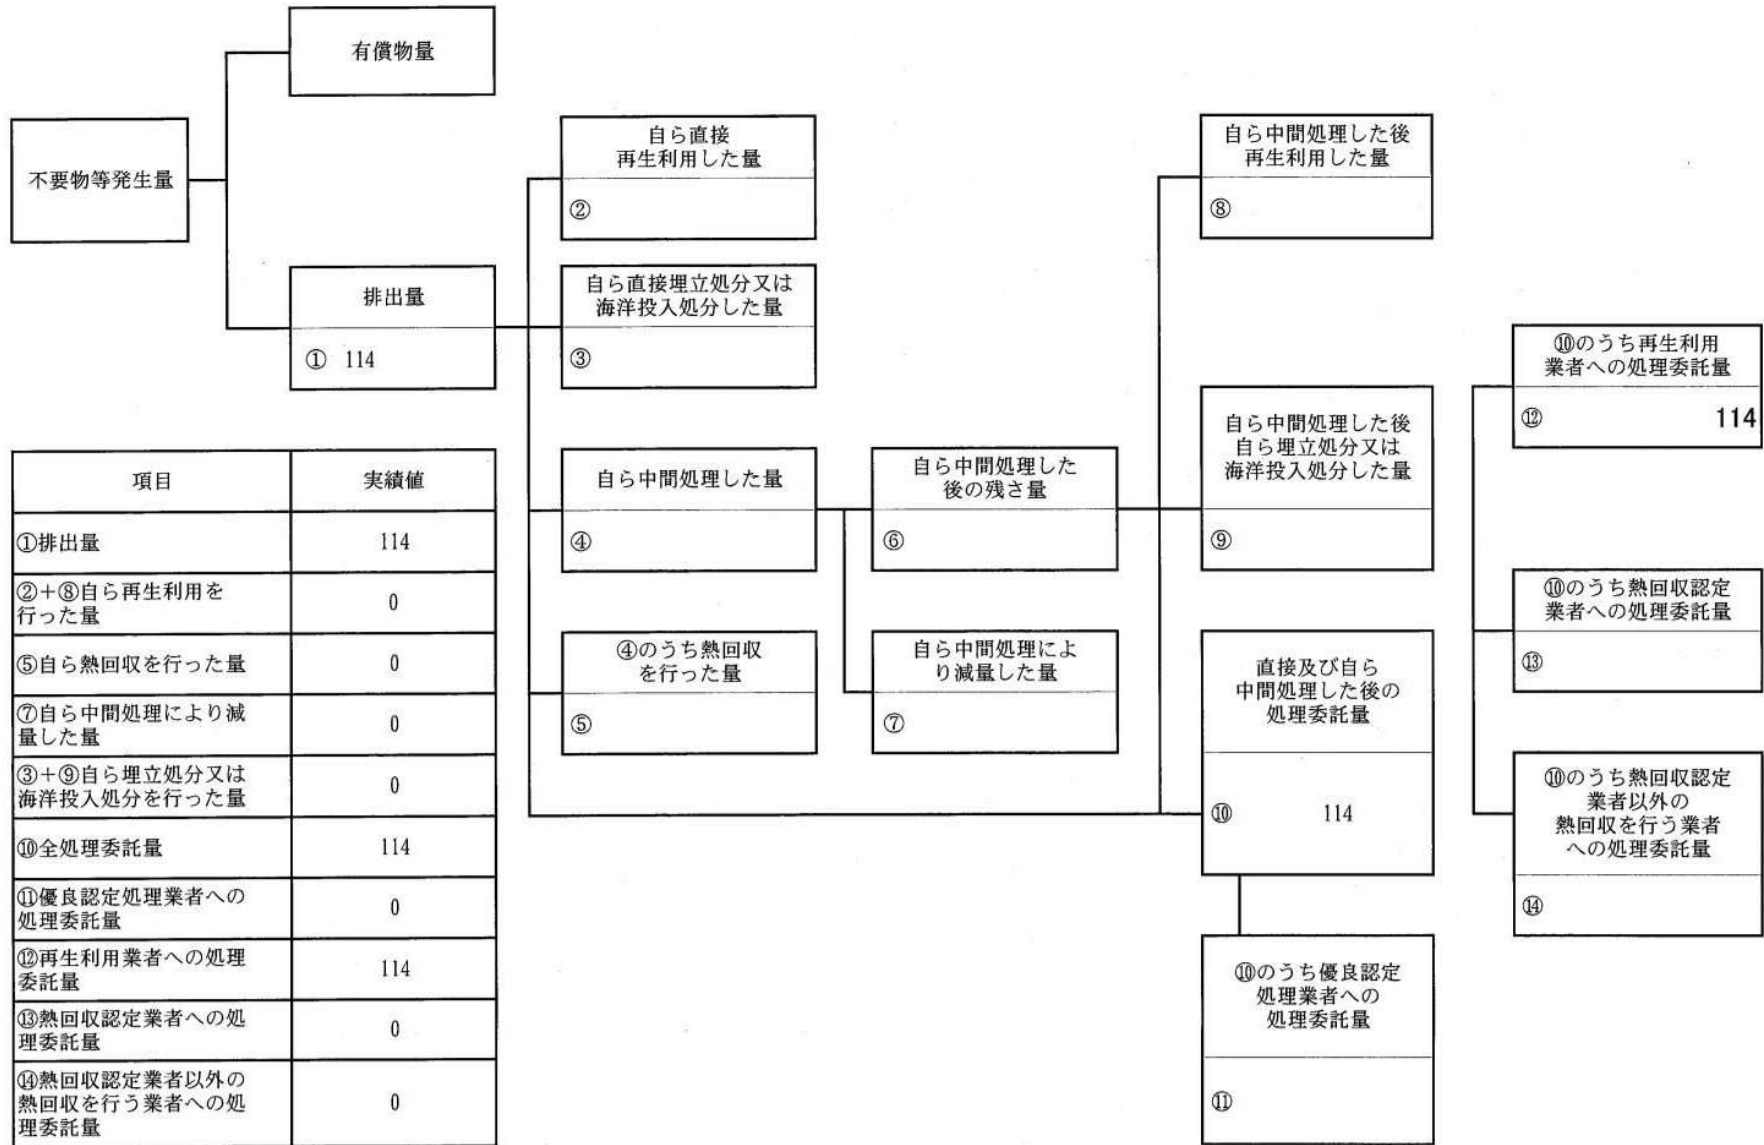 有償物量
不要物等発生量
排出量
① 114
自ら直接
再生利用した量
②
自ら直接埋立処分又は
海洋投入処分した量
③
自ら中間処理した量
④
④のうち熱回収
を行った量
⑤
自ら中間処理した
後の残さ量
⑥
自ら中間処理によ
り減量した量
⑦
自ら中間処理した後
再生利用した量
⑧
自ら中間処理した後
自ら埋立処分又は
海洋投入処分した量
⑨
直接及び自ら
中間処理した後の
処理委託量
⑩ 114
⑩のうち優良認定
処理業者への
処理委託量
⑪
⑩のうち再生利用
業者への処理委託量
⑫ 114
⑩のうち熱回収認定
業者への処理委託量
⑬
⑩のうち熱回収認定
業者以外の
熱回収を行う業者
への処理委託量
⑭
項目 実績値
①排出量 114
②+⑧自ら再生利用を
行った量 0
⑤自ら熱回収を行った量 0
⑦自ら中間処理により減
量した量 0
③+⑨自ら埋立処分又は
海洋投入処分を行った量 0
⑩全処理委託量 114
⑪優良認定処理業者への
処理委託量 0
⑫再生利用業者への処理
委託量 114
⑬熱回収認定業者への処
理委託量 0
⑭熱回収認定業者以外の
熱回収を行う業者への処
理委託量 0